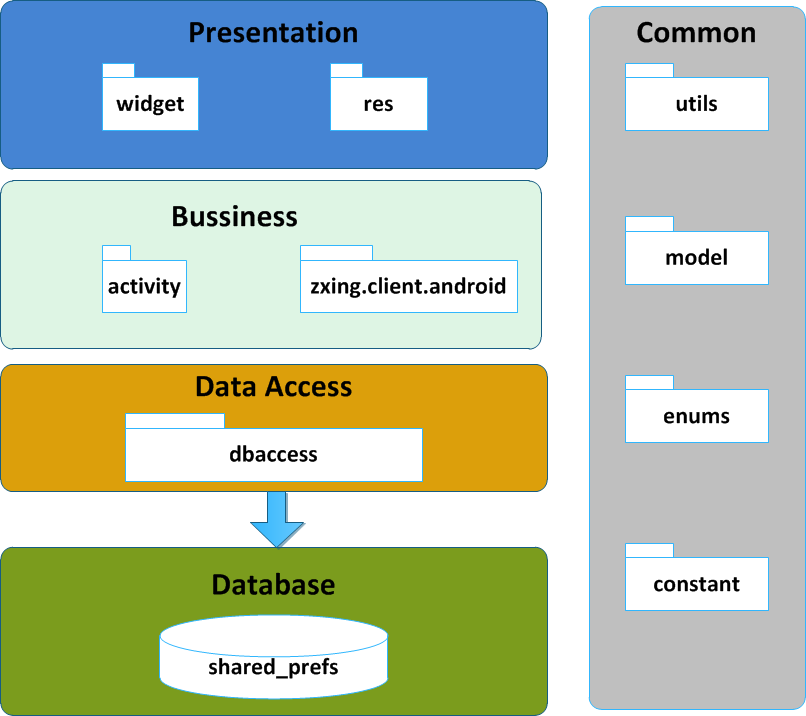 Presentation
widget
res
Bussiness
activity
zxing.client.android
Data Access
dbaccess
Database
shared_prefs
Common
utils
model
enums
constant